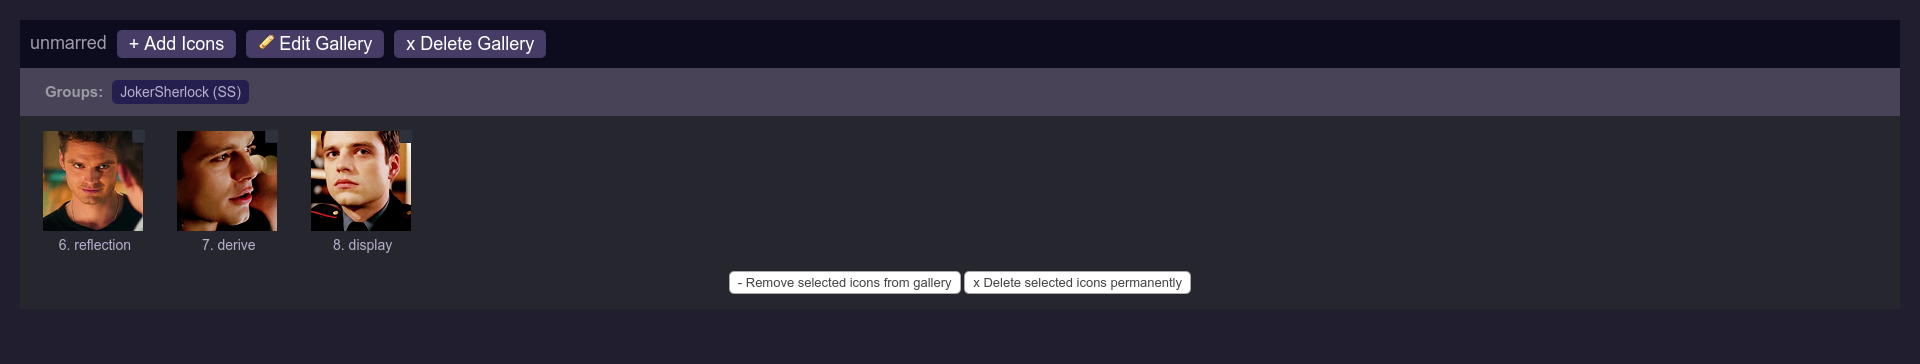 unmarred + Add Icons Edit Gallery x Delete Gallery
Groups: JokerSherlock (SS)
6. reflection 7. derive 8. display
- Remove selected icons from gallery x Delete selected icons permanently